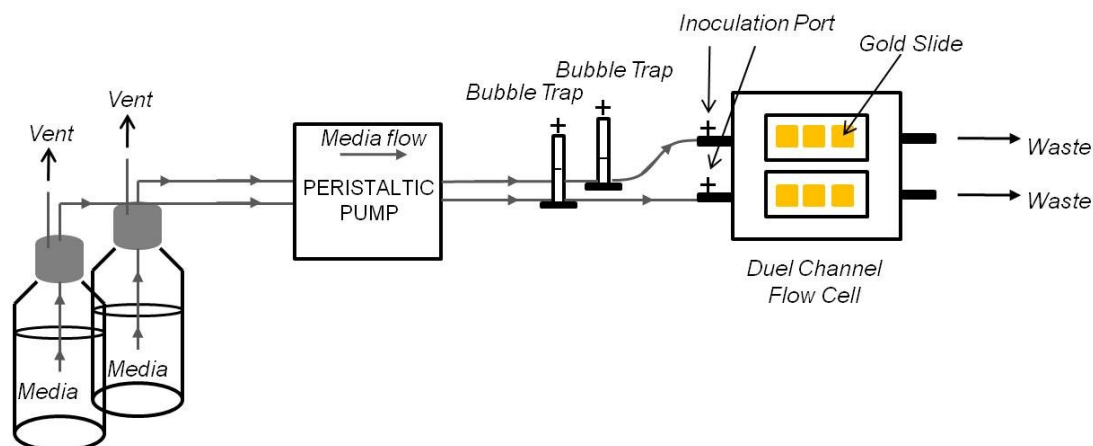 Inoculation Port
Gold Slide
Bubble Trap
Bubble Trap
Vent
Vent
Media flow
PERISTALTIC
PUMP
Waste
Waste
Duel Channel
Flow Cell
Media
Media